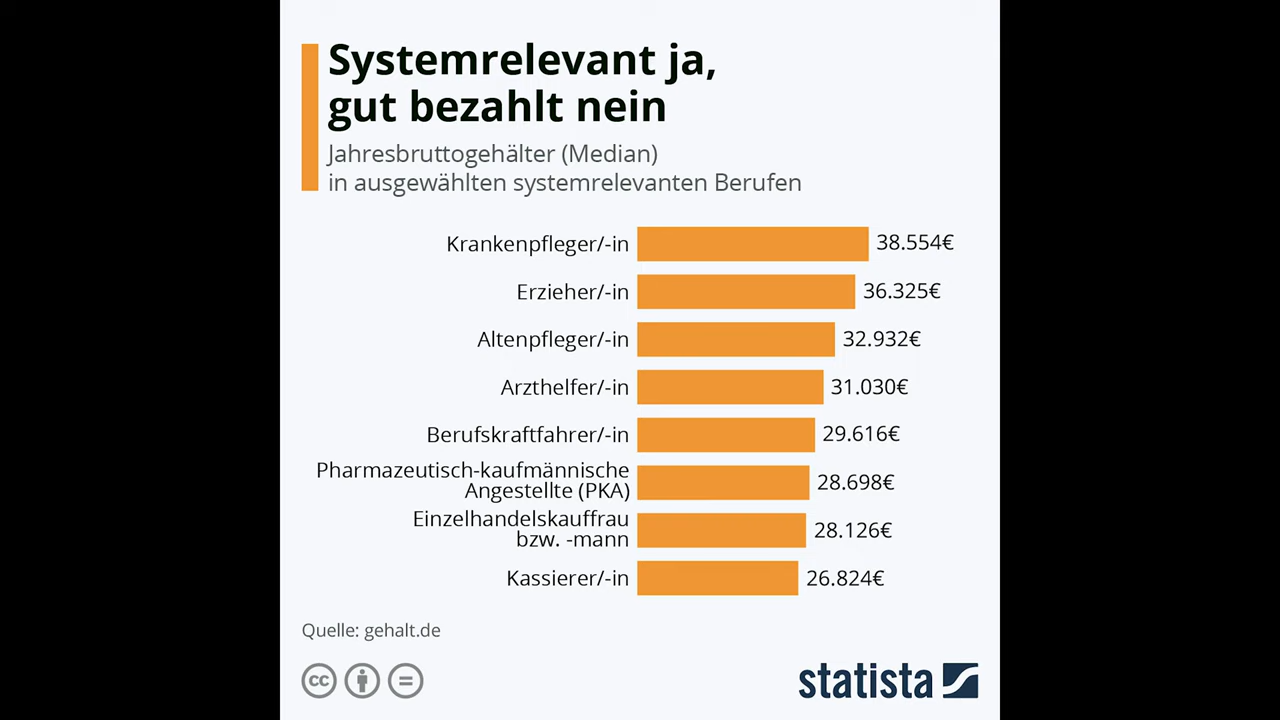 Systemrelevant ja,
gut bezahlt nein
Jahresbruttogehälter (Median)
in ausgewählten systemrelevanten Berufen
Krankenpfleger/-in 38.554€
Erzieher/-in 36.325€
Altenpfleger/-in 32.932€
Arzthelfer/-in 31.030€
Berufskraftfahrer/-in 29.616€
Pharmazeutisch-kaufmännische
Angestellte (PKA) 28.698€
Einzelhandelskauffrau
bzw. -mann 28.126€
Kassierer/-in 26.824€
Quelle: gehalt.de
cc =
statista